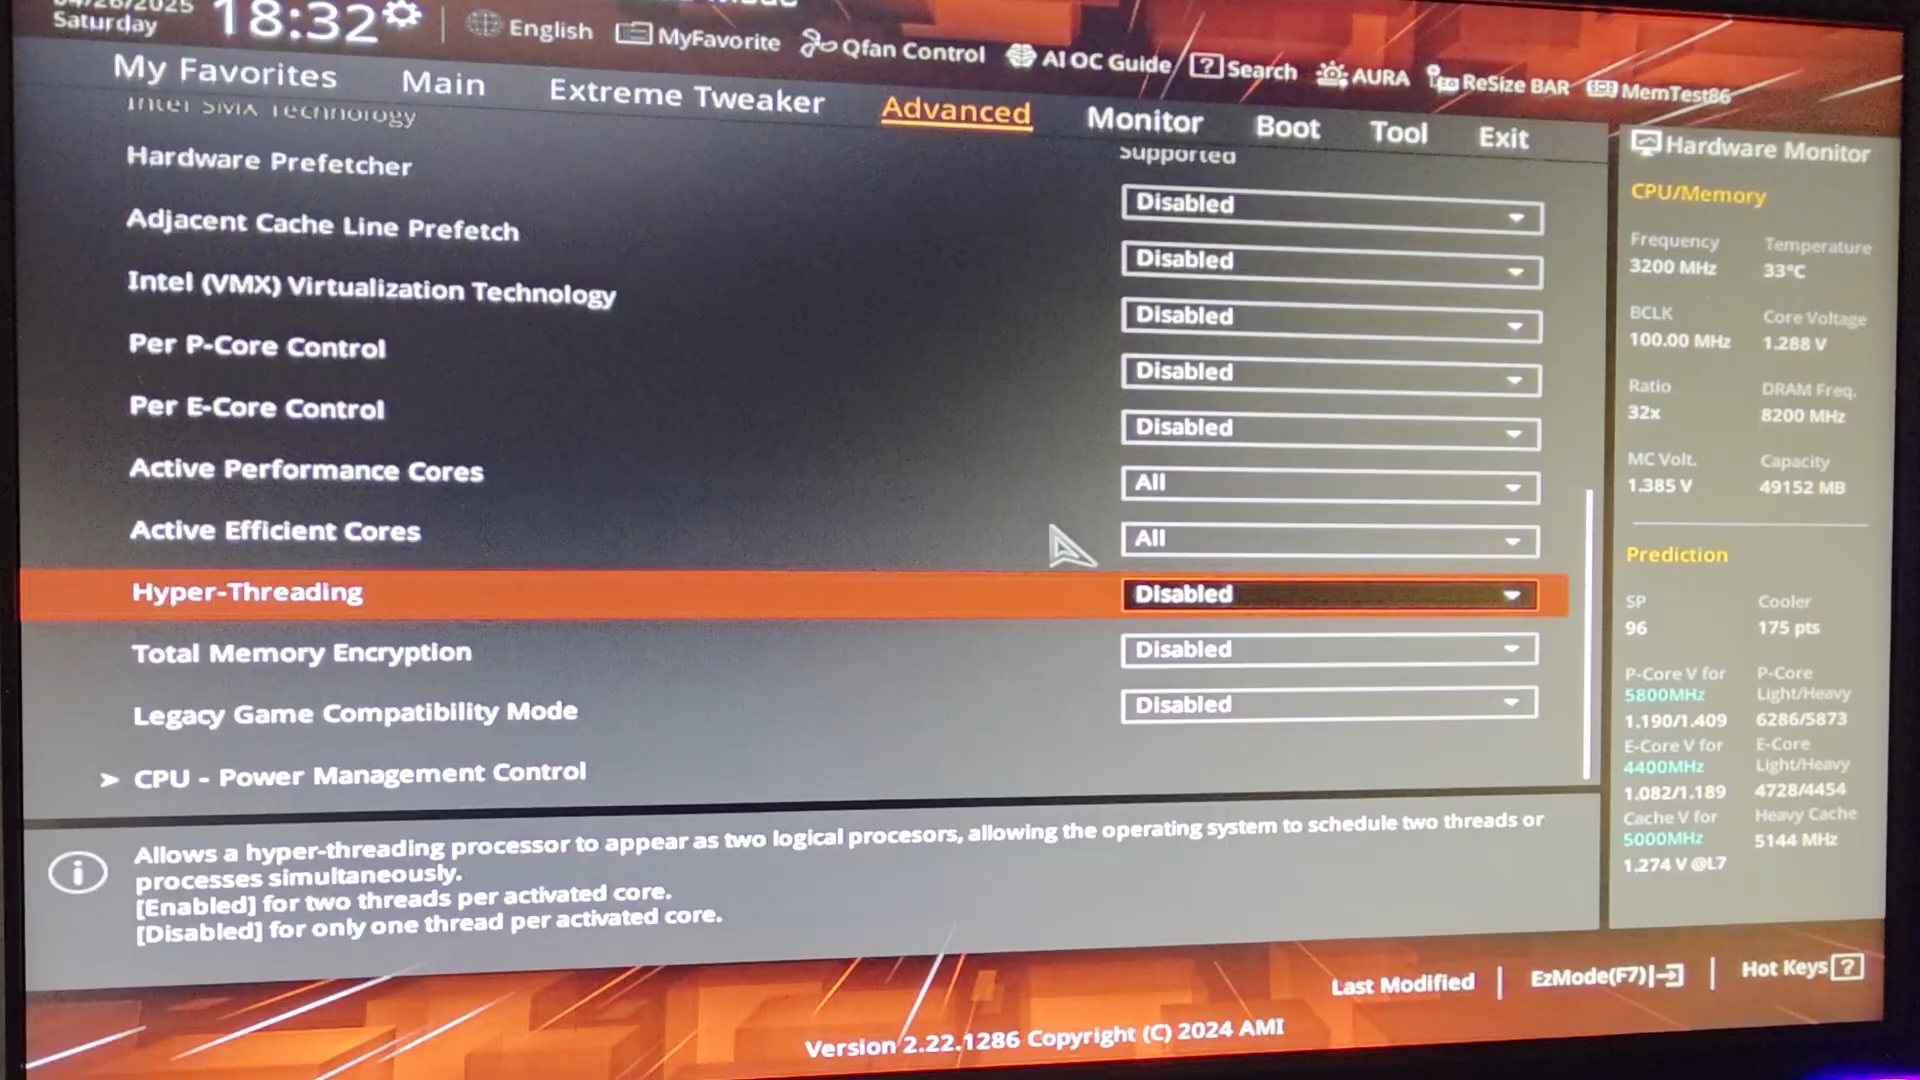 04/26/2025
Saturday
18:32
English
MyFavorite
Qfan Control
AI OC Guide
Search
AURA
ReSize BAR
MemTest86
My Favorites
Main
Extreme Tweaker
Advanced
Monitor
Boot
Tool
Exit
Intel SMX Technology
Supported
Hardware Prefetcher
Disabled
Adjacent Cache Line Prefetch
Disabled
Intel (VMX) Virtualization Technology
Disabled
Per P-Core Control
Disabled
Per E-Core Control
Disabled
Active Performance Cores
All
Active Efficient Cores
All
Hyper-Threading
Disabled
Total Memory Encryption
Disabled
Legacy Game Compatibility Mode
Disabled
> CPU - Power Management Control
Allows a hyper-threading processor to appear as two logical procesors, allowing the operating system to schedule two threads or
processes simultaneously.
[Enabled] for two threads per activated core.
[Disabled] for only one thread per activated core.
Hardware Monitor
CPU/Memory
Frequency Temperature
3200 MHz 33°C
BCLK Core Voltage
100.00 MHz 1.288 V
Ratio DRAM Freq.
32x 8200 MHz
MC Volt. Capacity
1.385 V 49152 MB
Prediction
SP Cooler
96 175 pts
P-Core V for P-Core
5800MHz Light/Heavy
1.190/1.409 6286/5873
E-Core V for E-Core
4400MHz Light/Heavy
1.082/1.189 4728/4454
Cache V for Heavy Cache
5000MHz 5144 MHz
1.274 V @L7
Last Modified
EzMode(F7)
Hot Keys ?
Version 2.22.1286 Copyright (C) 2024 AMI